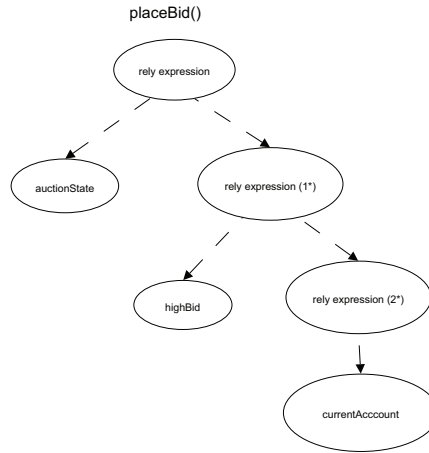 placeBid()
rely expression
auctionState
rely expression (1*)
highBid
rely expression (2*)
currentAcccount